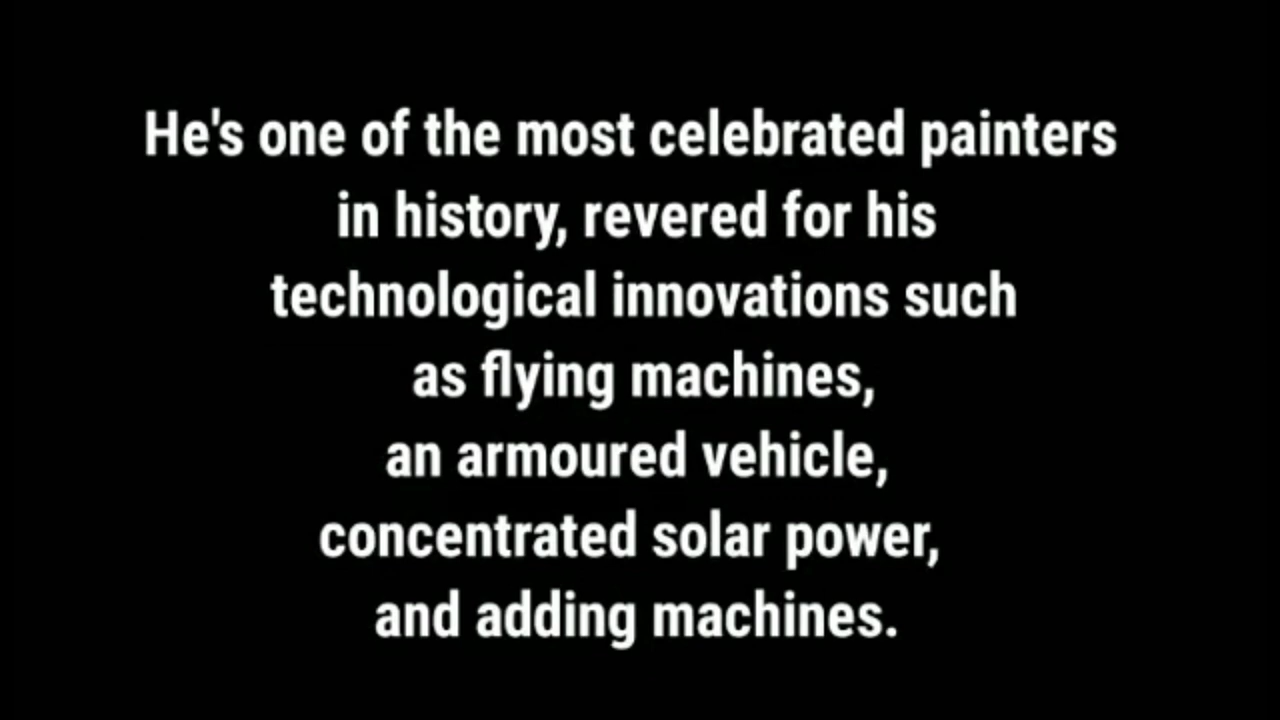 He's one of the most celebrated painters
in history, revered for his
technological innovations such
as flying machines,
an armoured vehicle,
concentrated solar power,
and adding machines.